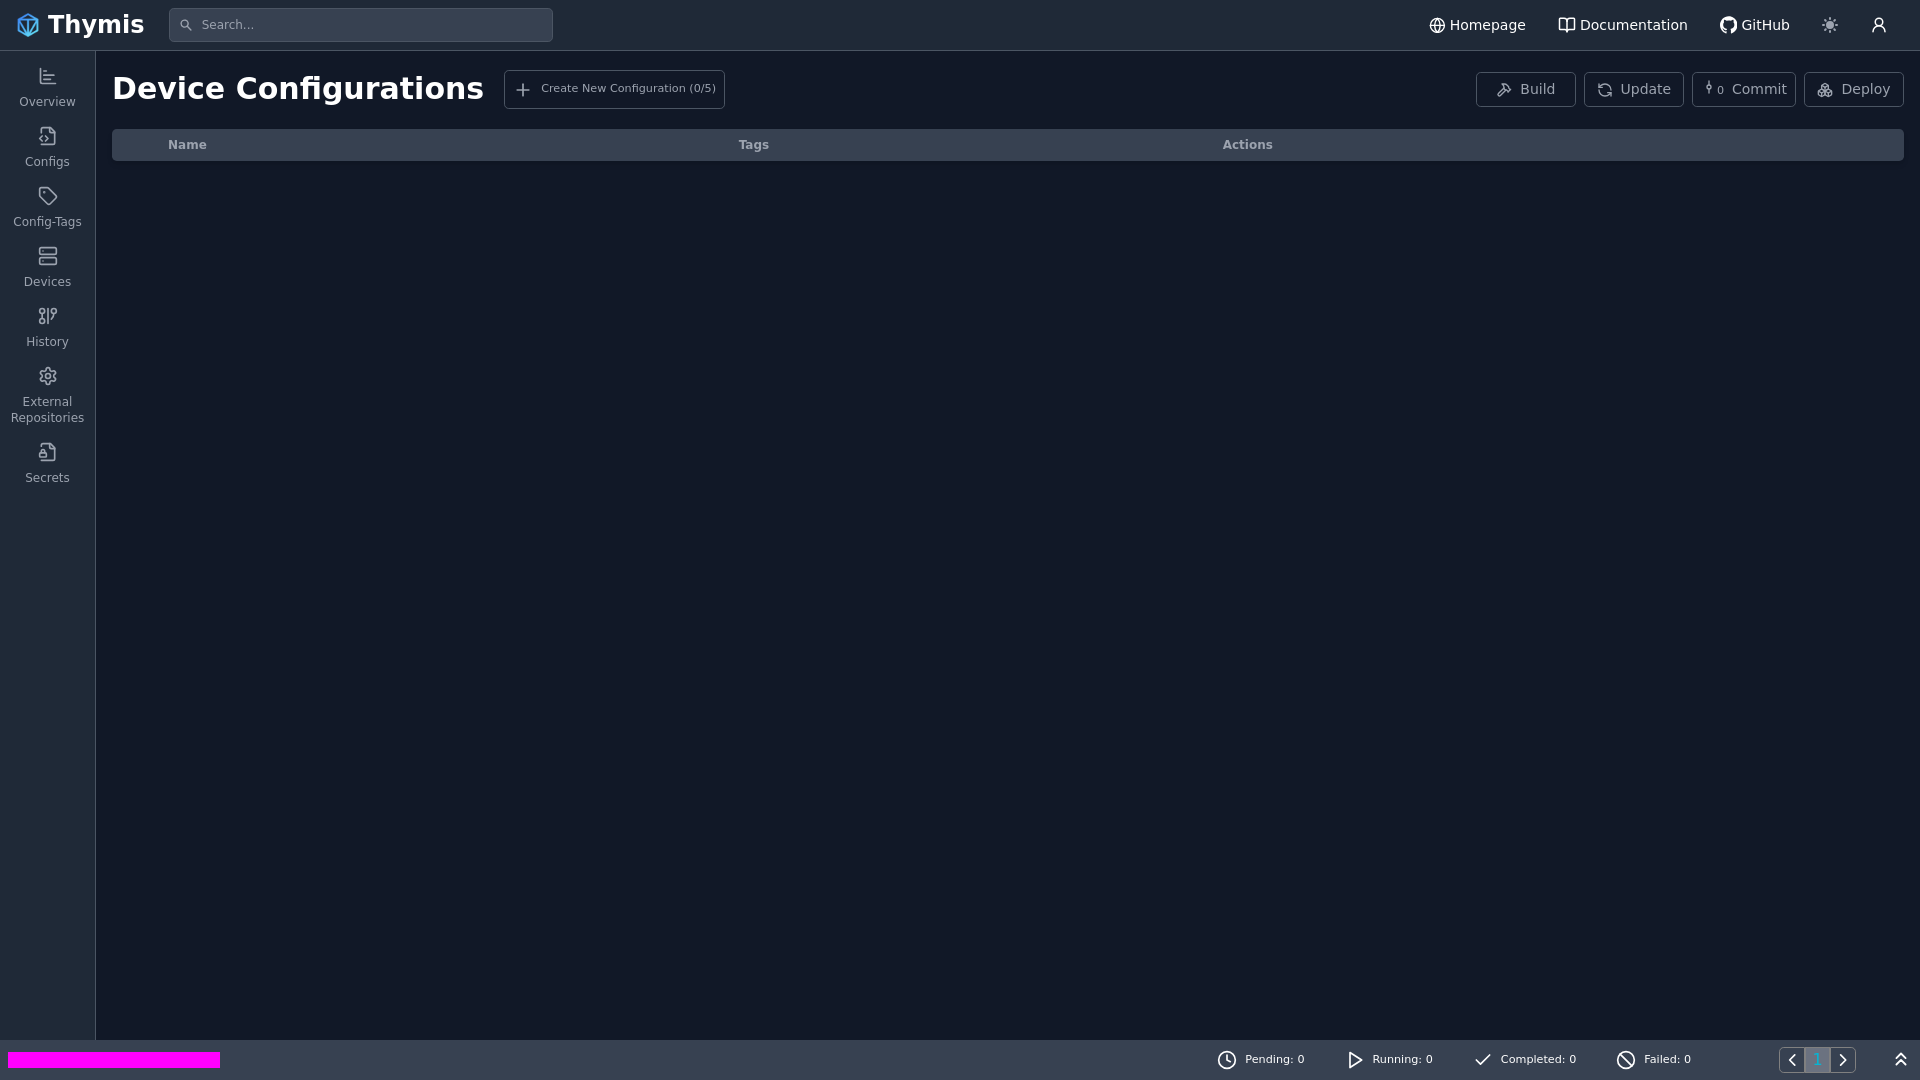 Thymis
Search...
Homepage
Documentation
GitHub
Overview
Configs
Config-Tags
Devices
History
External
Repositories
Secrets
Device Configurations
Create New Configuration (0/5)
Build
Update
0 Commit
Deploy
Name
Tags
Actions
Pending: 0
Running: 0
Completed: 0
Failed: 0
1